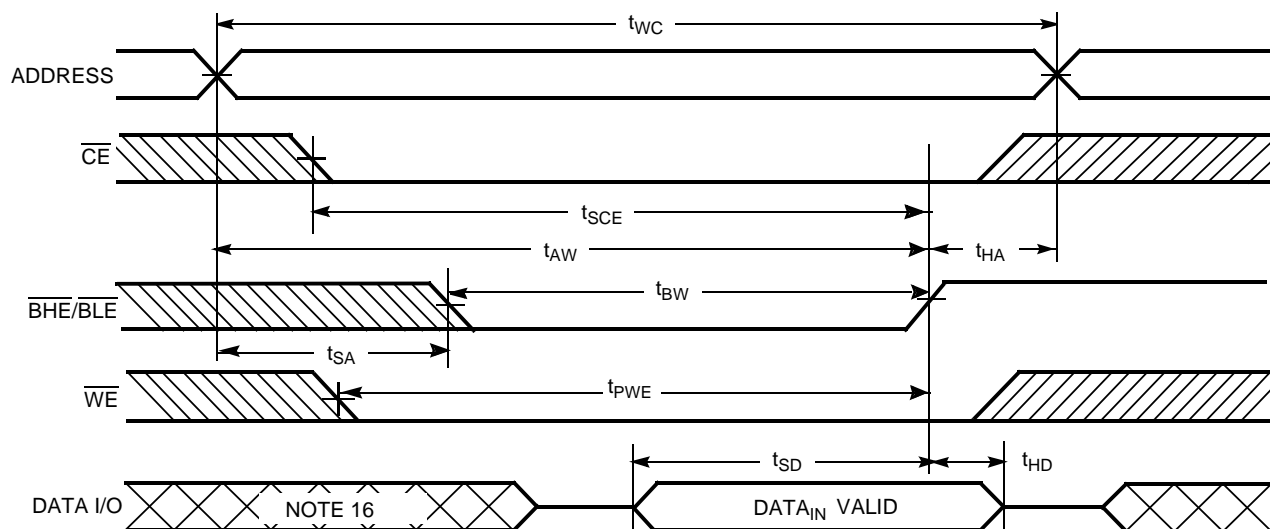 tWC
ADDRESS
CE
tSCE
tAW
tHA
BHE/BLE
tBW
tSA
WE
tPWE
tSD
tHD
DATA I/O
NOTE 16
DATAIN VALID